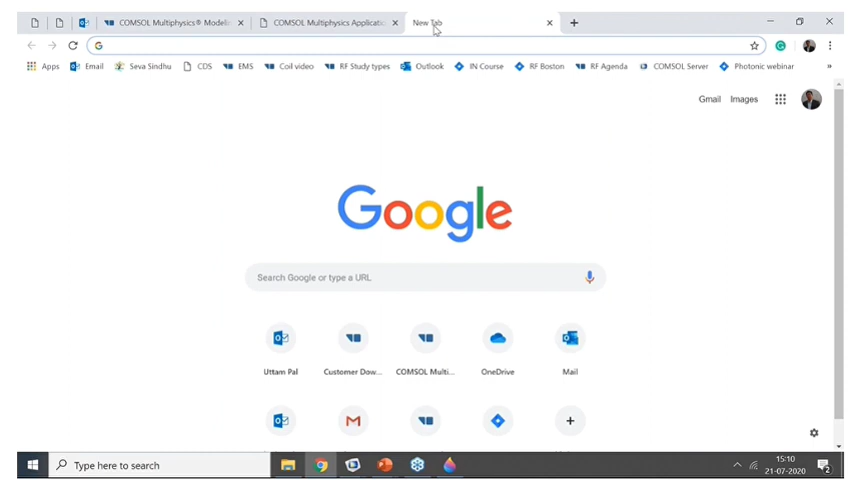 COMSOL Multiphysics® Modelin
COMSOL Multiphysics Applicatio
New Tab
Apps Email Seva Sindhu CDS EMS Coil video RF Study types Outlook IN Course RF Boston RF Agenda COMSOL Server Photonic webinar »
Gmail Images
Google
Search Google or type a URL
Uttam Pal Customer Dow... COMSOL Multi... OneDrive Mail
Type here to search
15:10
21-07-2020
2